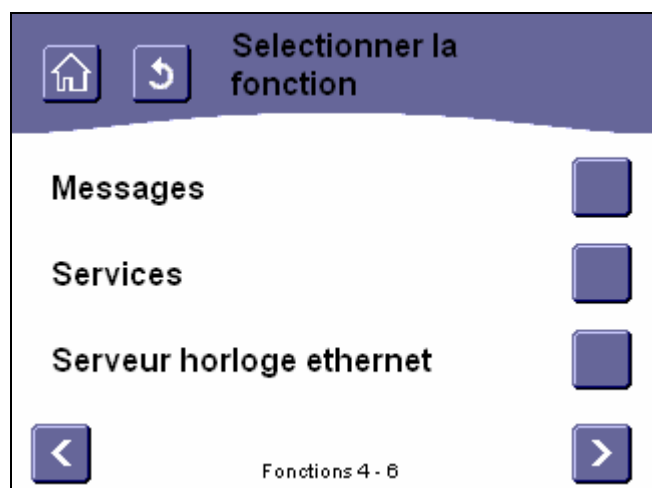 Selectionner la
fonction
Messages
Services
Serveur horloge ethernet
Fonctions 4 - 6